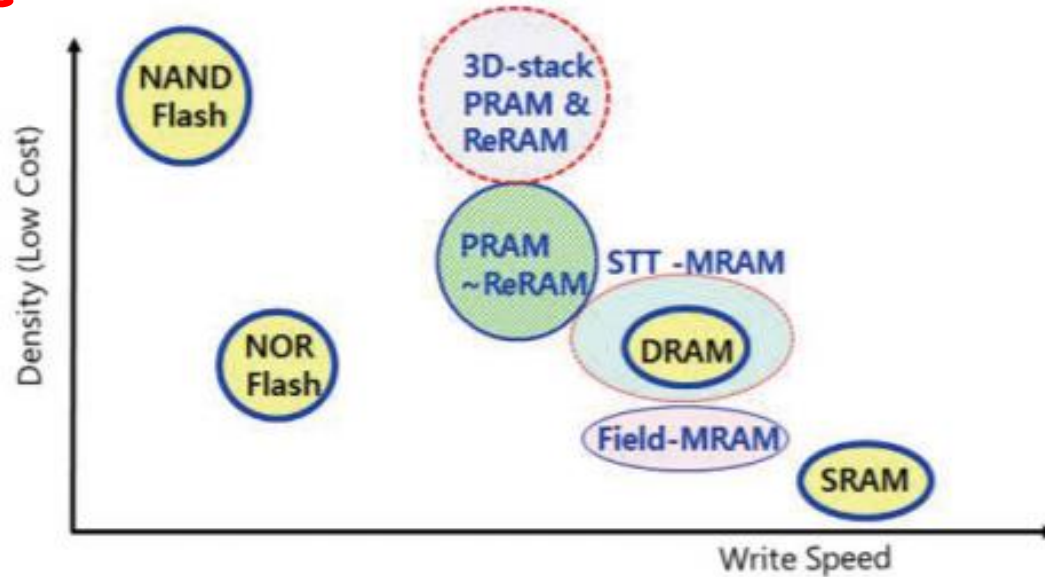 NAND
Flash
3D-stack
PRAM &
ReRAM
PRAM
~ReRAM
STT -MRAM
DRAM
NOR
Flash
Field-MRAM
SRAM
Density (Low Cost)
Write Speed